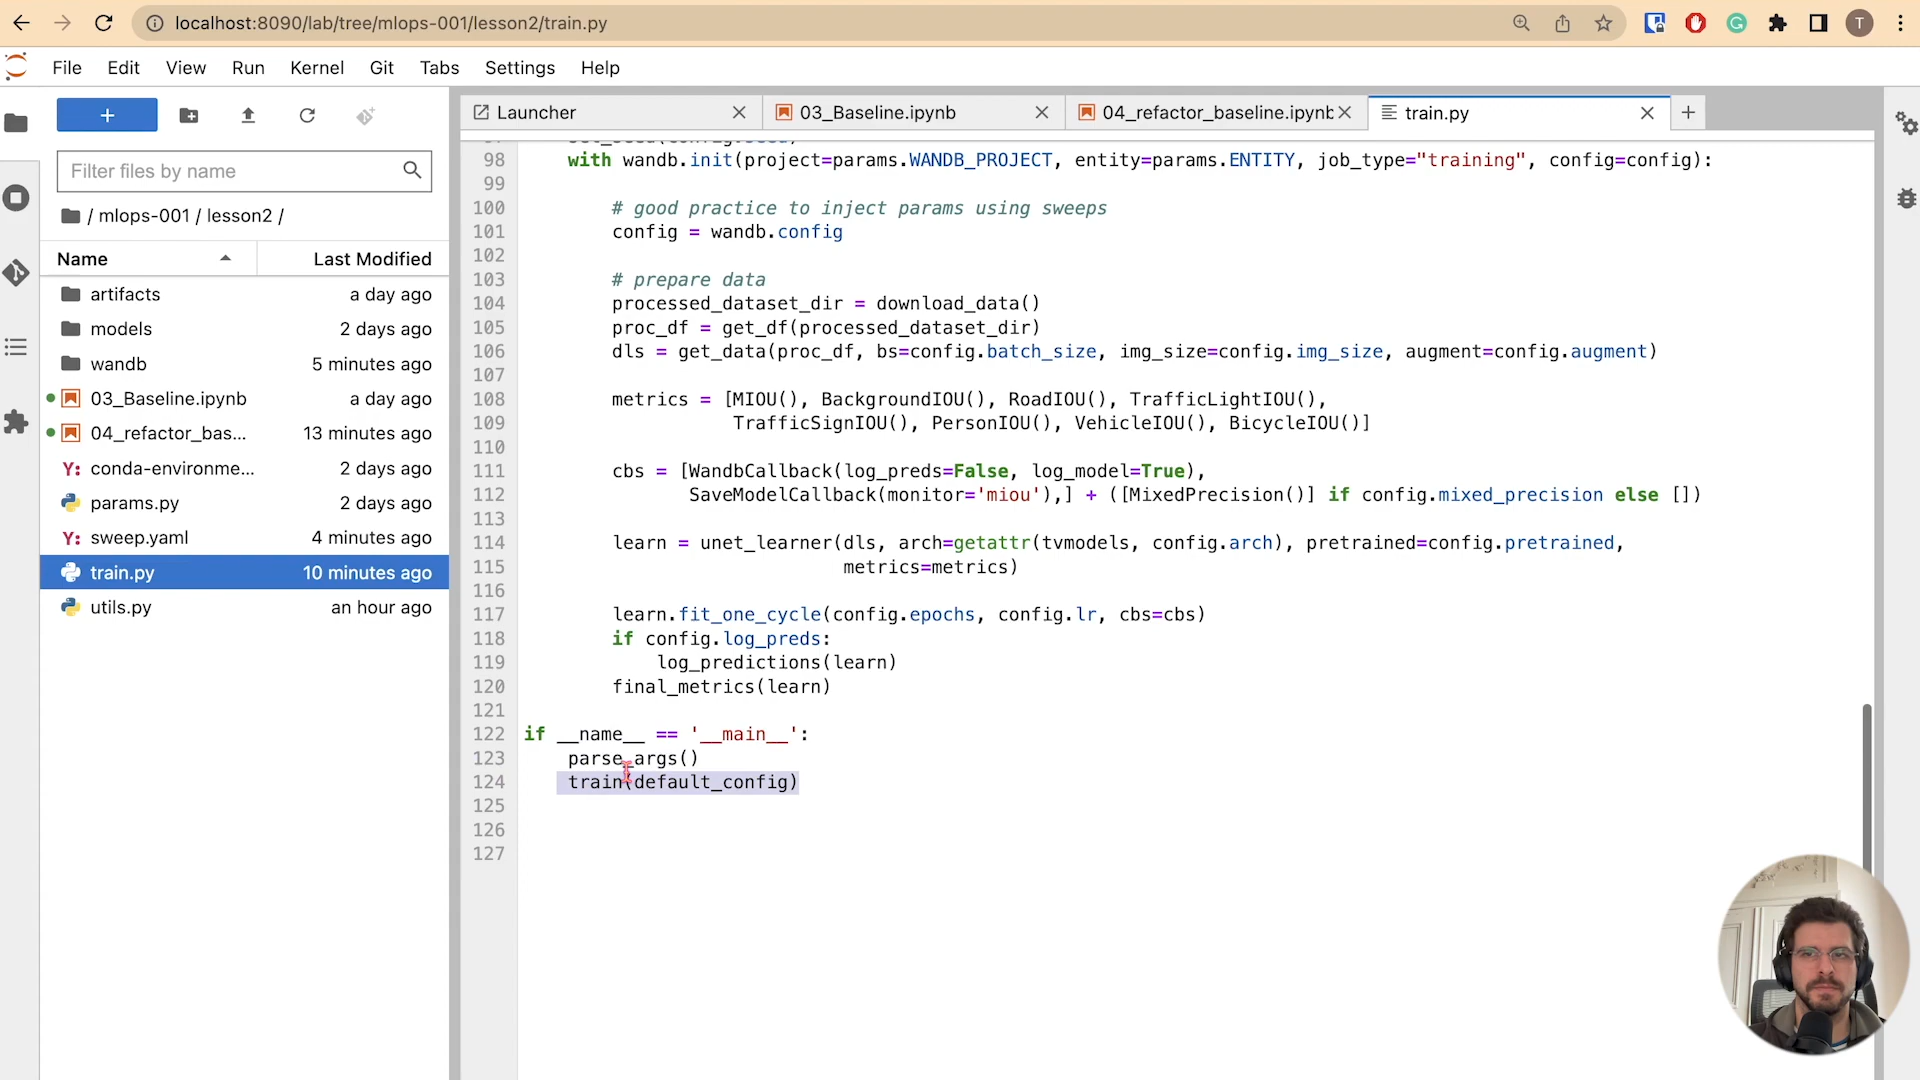 localhost:8090/lab/tree/mlops-001/lesson2/train.py
T
File Edit View Run Kernel Git Tabs Settings Help
Launcher
03_Baseline.ipynb
04_refactor_baseline.ipynb
train.py
Filter files by name
/ mlops-001 / lesson2 /
Name Last Modified
artifacts a day ago
models 2 days ago
wandb 5 minutes ago
03_Baseline.ipynb a day ago
04_refactor_bas... 13 minutes ago
Y: conda-environme... 2 days ago
params.py 2 days ago
Y: sweep.yaml 4 minutes ago
train.py 10 minutes ago
utils.py an hour ago
98 with wandb.init(project=params.WANDB_PROJECT, entity=params.ENTITY, job_type="training", config=config):
99
100 # good practice to inject params using sweeps
101 config = wandb.config
102
103 # prepare data
104 processed_dataset_dir = download_data()
105 proc_df = get_df(processed_dataset_dir)
106 dls = get_data(proc_df, bs=config.batch_size, img_size=config.img_size, augment=config.augment)
107
108 metrics = [MIOU(), BackgroundIOU(), RoadIOU(), TrafficLightIOU(),
109 TrafficSignIOU(), PersonIOU(), VehicleIOU(), BicycleIOU()]
110
111 cbs = [WandbCallback(log_preds=False, log_model=True),
112 SaveModelCallback(monitor='miou'),] + ([MixedPrecision()] if config.mixed_precision else [])
113
114 learn = unet_learner(dls, arch=getattr(tvmodels, config.arch), pretrained=config.pretrained,
115 metrics=metrics)
116
117 learn.fit_one_cycle(config.epochs, config.lr, cbs=cbs)
118 if config.log_preds:
119 log_predictions(learn)
120 final_metrics(learn)
121
122 if __name__ == '__main__':
123 parse_args()
124 train(default_config)
125
126
127